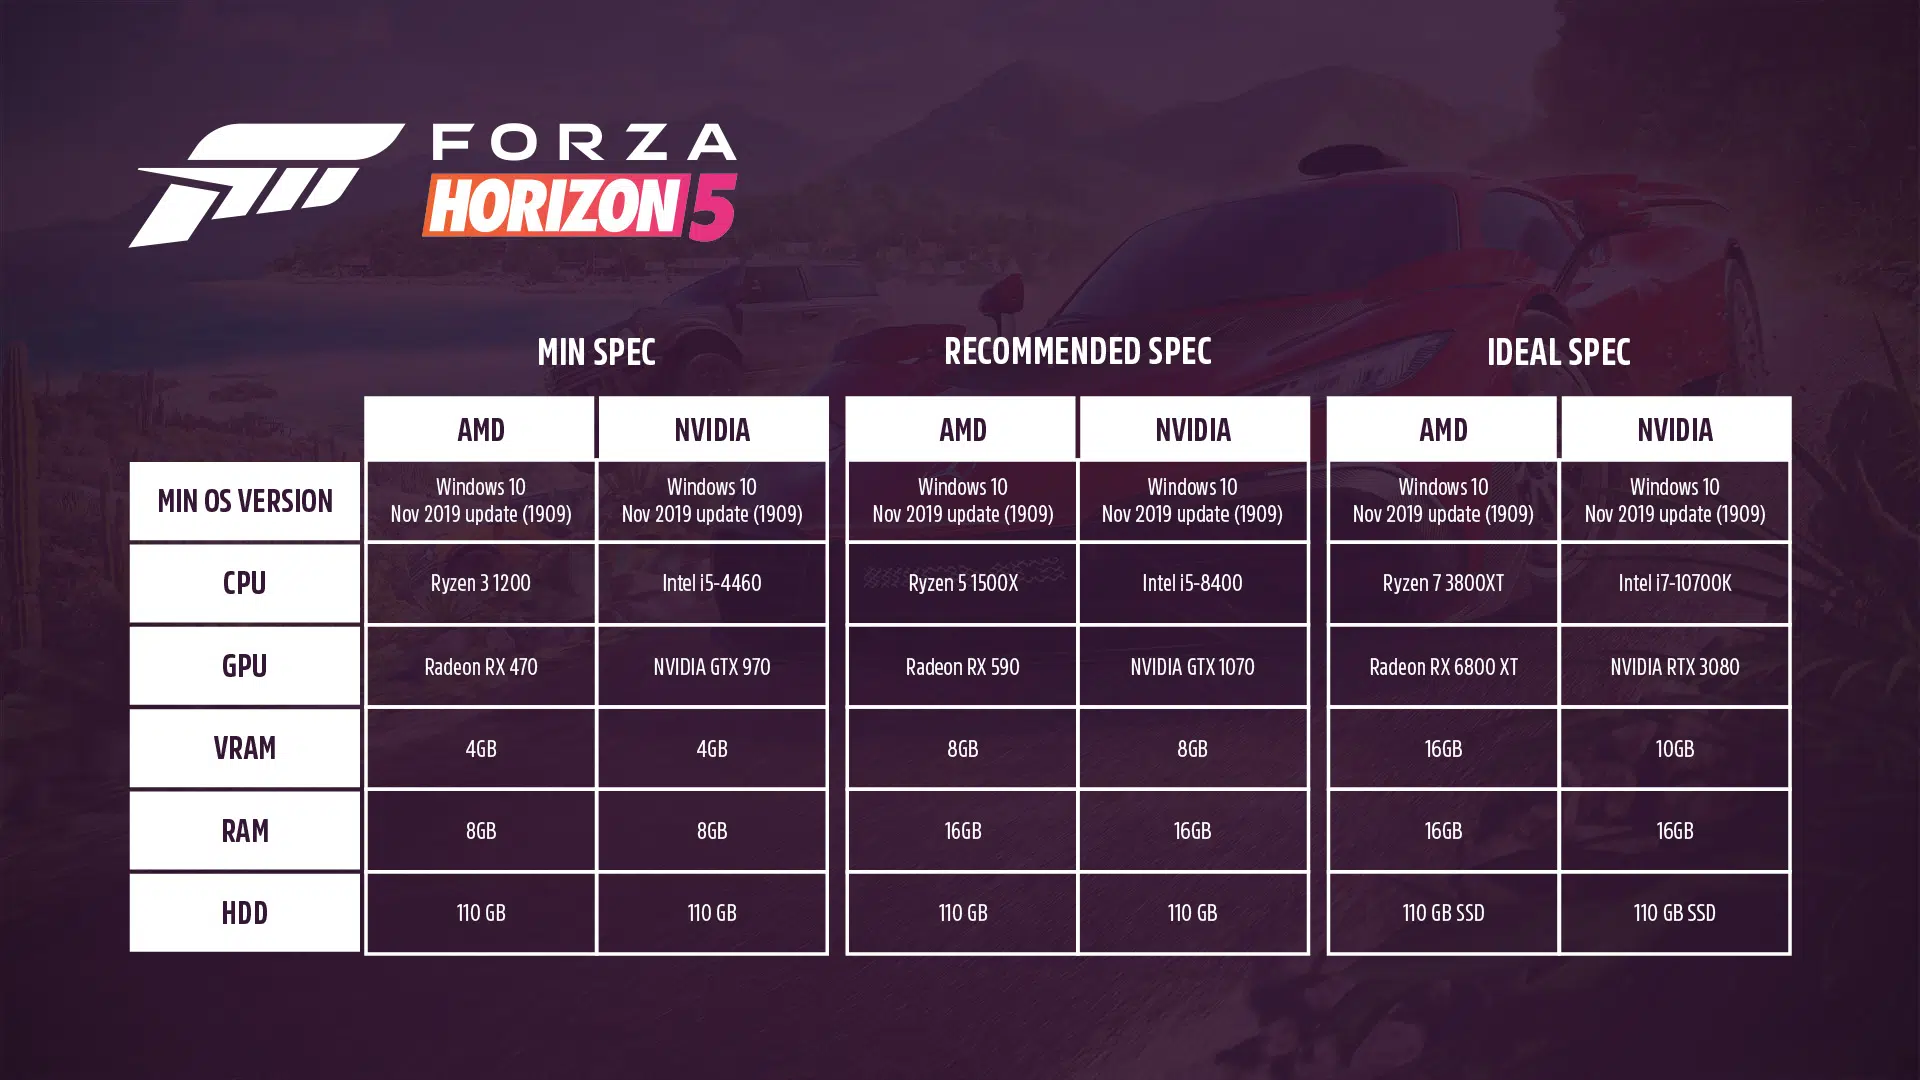 FORZA
HORIZON 5
MIN SPEC
RECOMMENDED SPEC
IDEAL SPEC
AMD NVIDIA AMD NVIDIA AMD NVIDIA
MIN OS VERSION
Windows 10
Nov 2019 update (1909)
Windows 10
Nov 2019 update (1909)
Windows 10
Nov 2019 update (1909)
Windows 10
Nov 2019 update (1909)
Windows 10
Nov 2019 update (1909)
Windows 10
Nov 2019 update (1909)
CPU Ryzen 3 1200 Intel i5-4460 Ryzen 5 1500X Intel i5-8400 Ryzen 7 3800XT Intel i7-10700K
GPU Radeon RX 470 NVIDIA GTX 970 Radeon RX 590 NVIDIA GTX 1070 Radeon RX 6800 XT NVIDIA RTX 3080
VRAM 4GB 4GB 8GB 8GB 16GB 10GB
RAM 8GB 8GB 16GB 16GB 16GB 16GB
HDD 110 GB 110 GB 110 GB 110 GB 110 GB SSD 110 GB SSD